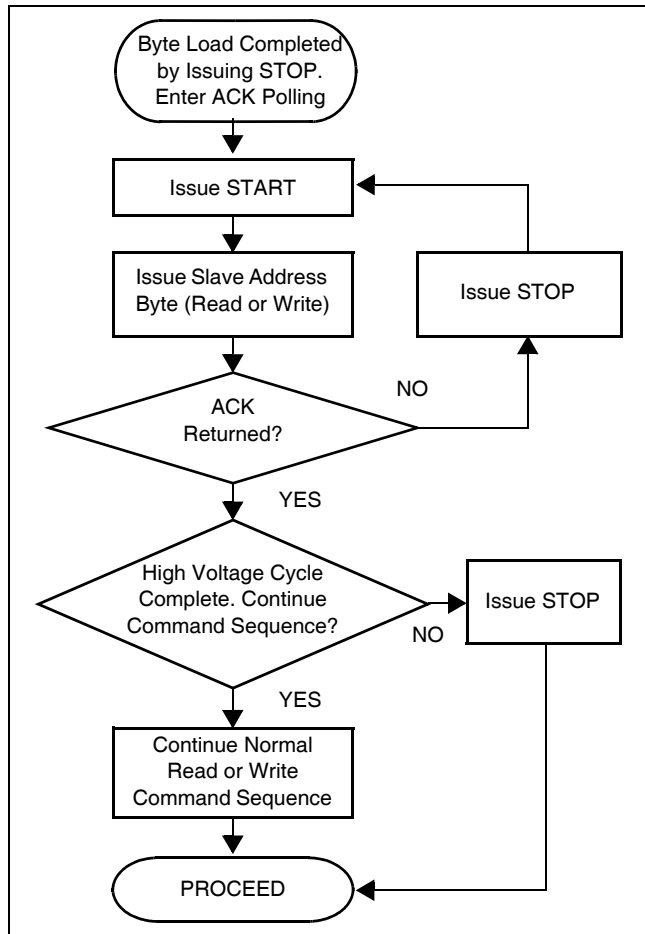 Byte Load Completed
by Issuing STOP.
Enter ACK Polling
Issue START
Issue Slave Address
Byte (Read or Write)
Issue STOP
ACK
Returned?
NO
YES
High Voltage Cycle
Complete. Continue
Command Sequence?
Issue STOP
NO
YES
Continue Normal
Read or Write
Command Sequence
PROCEED